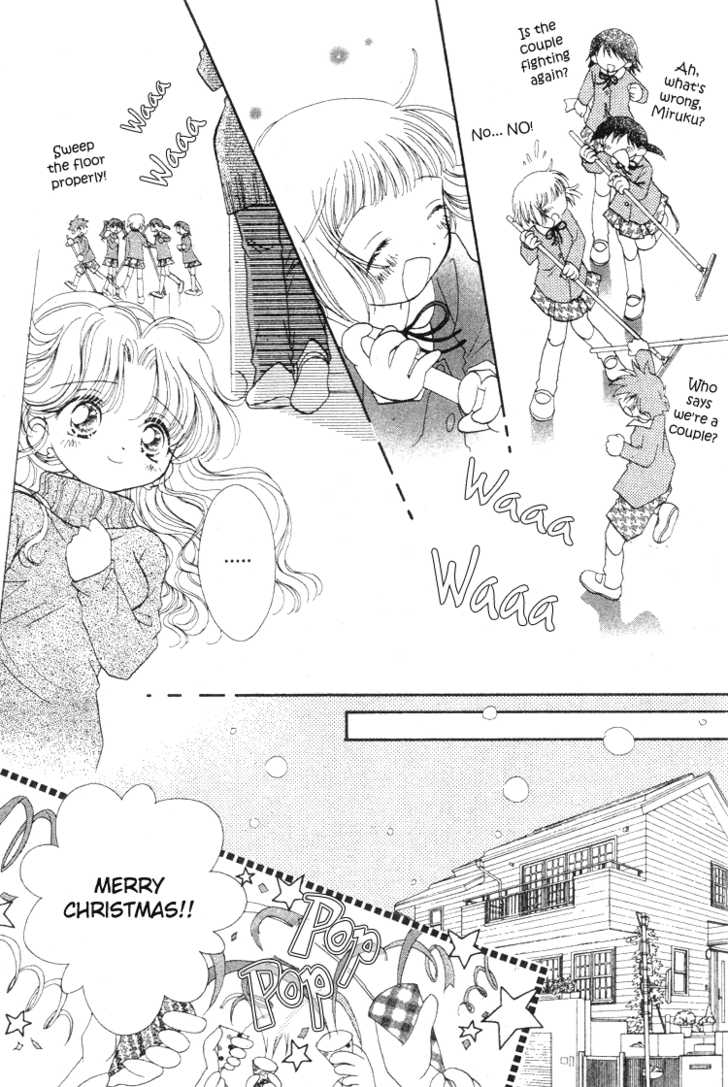 Is the
couple
fighting
again?
Ah,
what's
wrong,
Miruku?
No... NO!
Who
says
we're a
couple?
Waaa
Waaa
Waaa
Waaa
Sweep
the floor
properly!
......
MERRY
CHRISTMAS!!
Pop
Pop